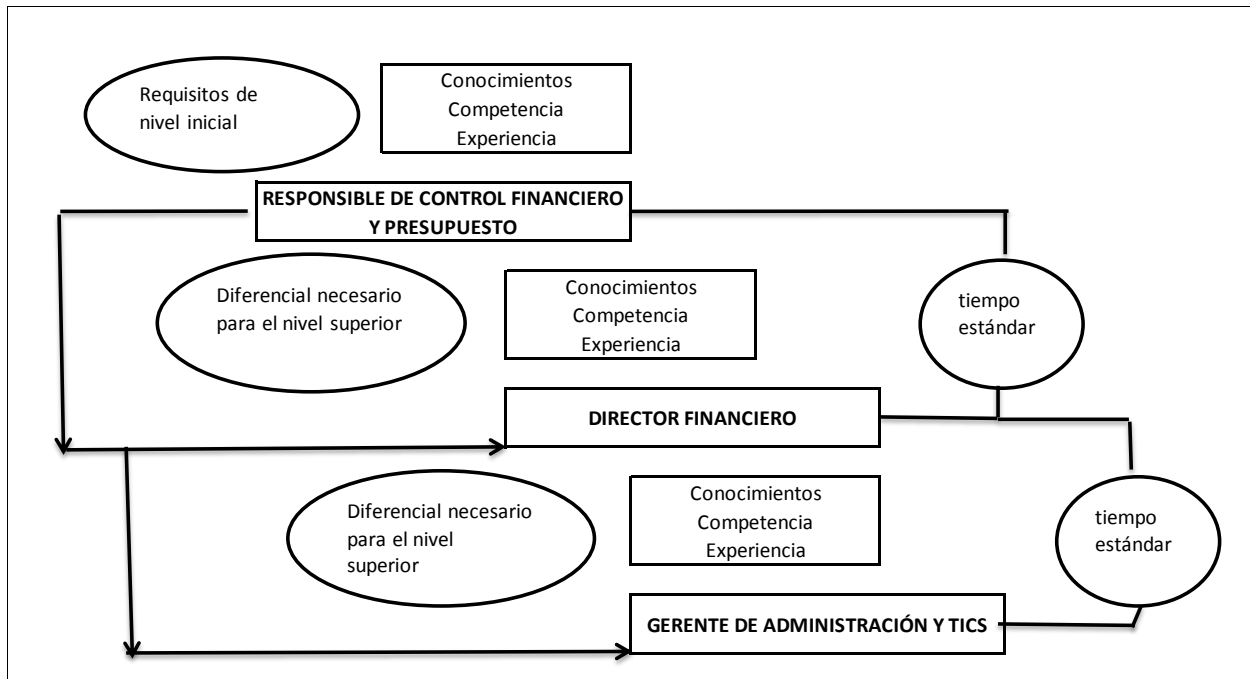 Requisitos de
nivel inicial
Conocimientos
Competencia
Experiencia
RESPONSIBLE DE CONTROL FINANCIERO
Y PRESUPUESTO
Diferencial necesario
para el nivel superior
Conocimientos
Competencia
Experiencia
tiempo
estándar
DIRECTOR FINANCIERO
Diferencial necesario
para el nivel
superior
Conocimientos
Competencia
Experiencia
tiempo
estándar
GERENTE DE ADMINISTRACIÓN Y TICS